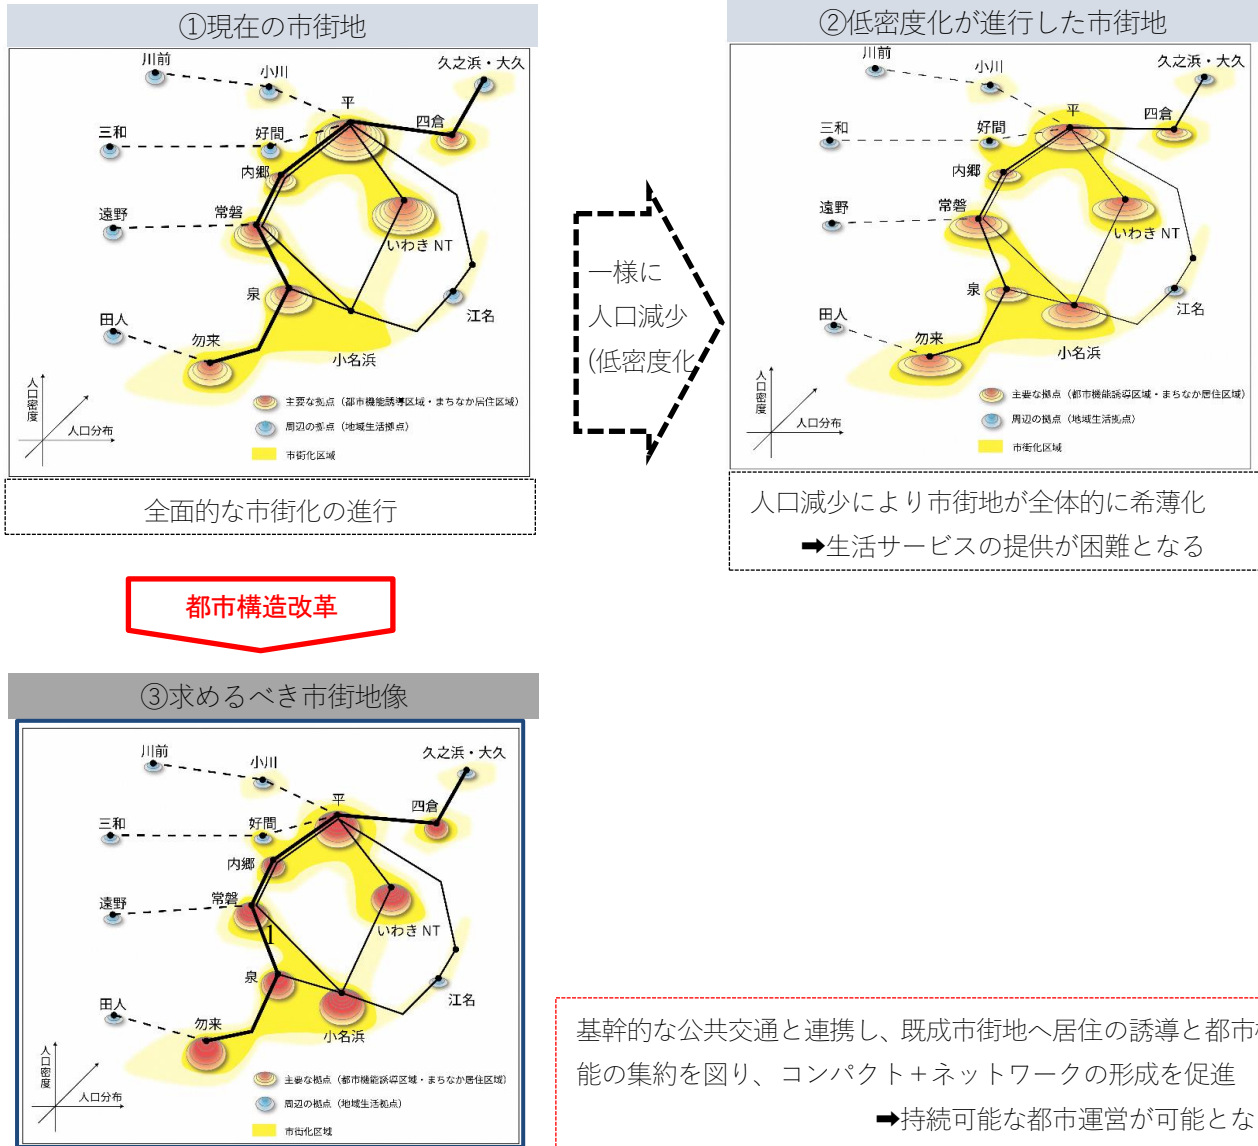 ①現在の市街地
川前
小川
久之浜・大久
平
四倉
三和
好間
内郷
遠野
常磐
いわき NT
泉
江名
田人
勿来
小名浜
人口密度
人口分布
主要な拠点（都市機能誘導区域・まちなか居住区域）
周辺の拠点（地域生活拠点）
市街化区域
全面的な市街化の進行
一様に
人口減少
(低密度化
②低密度化が進行した市街地
川前
小川
久之浜・大久
平
四倉
三和
好間
内郷
遠野
常磐
いわき NT
泉
江名
田人
勿来
小名浜
人口密度
人口分布
主要な拠点（都市機能誘導区域・まちなか居住区域）
周辺の拠点（地域生活拠点）
市街化区域
人口減少により市街地が全体的に希薄化
➡生活サービスの提供が困難となる
都市構造改革
③求めるべき市街地像
川前
小川
久之浜・大久
平
四倉
三和
好間
内郷
遠野
常磐
1
いわき NT
泉
江名
田人
勿来
小名浜
人口密度
人口分布
主要な拠点（都市機能誘導区域・まちなか居住区域）
周辺の拠点（地域生活拠点）
市街化区域
基幹的な公共交通と連携し、既成市街地へ居住の誘導と都市
能の集約を図り、コンパクト＋ネットワークの形成を促進
➡持続可能な都市運営が可能とな